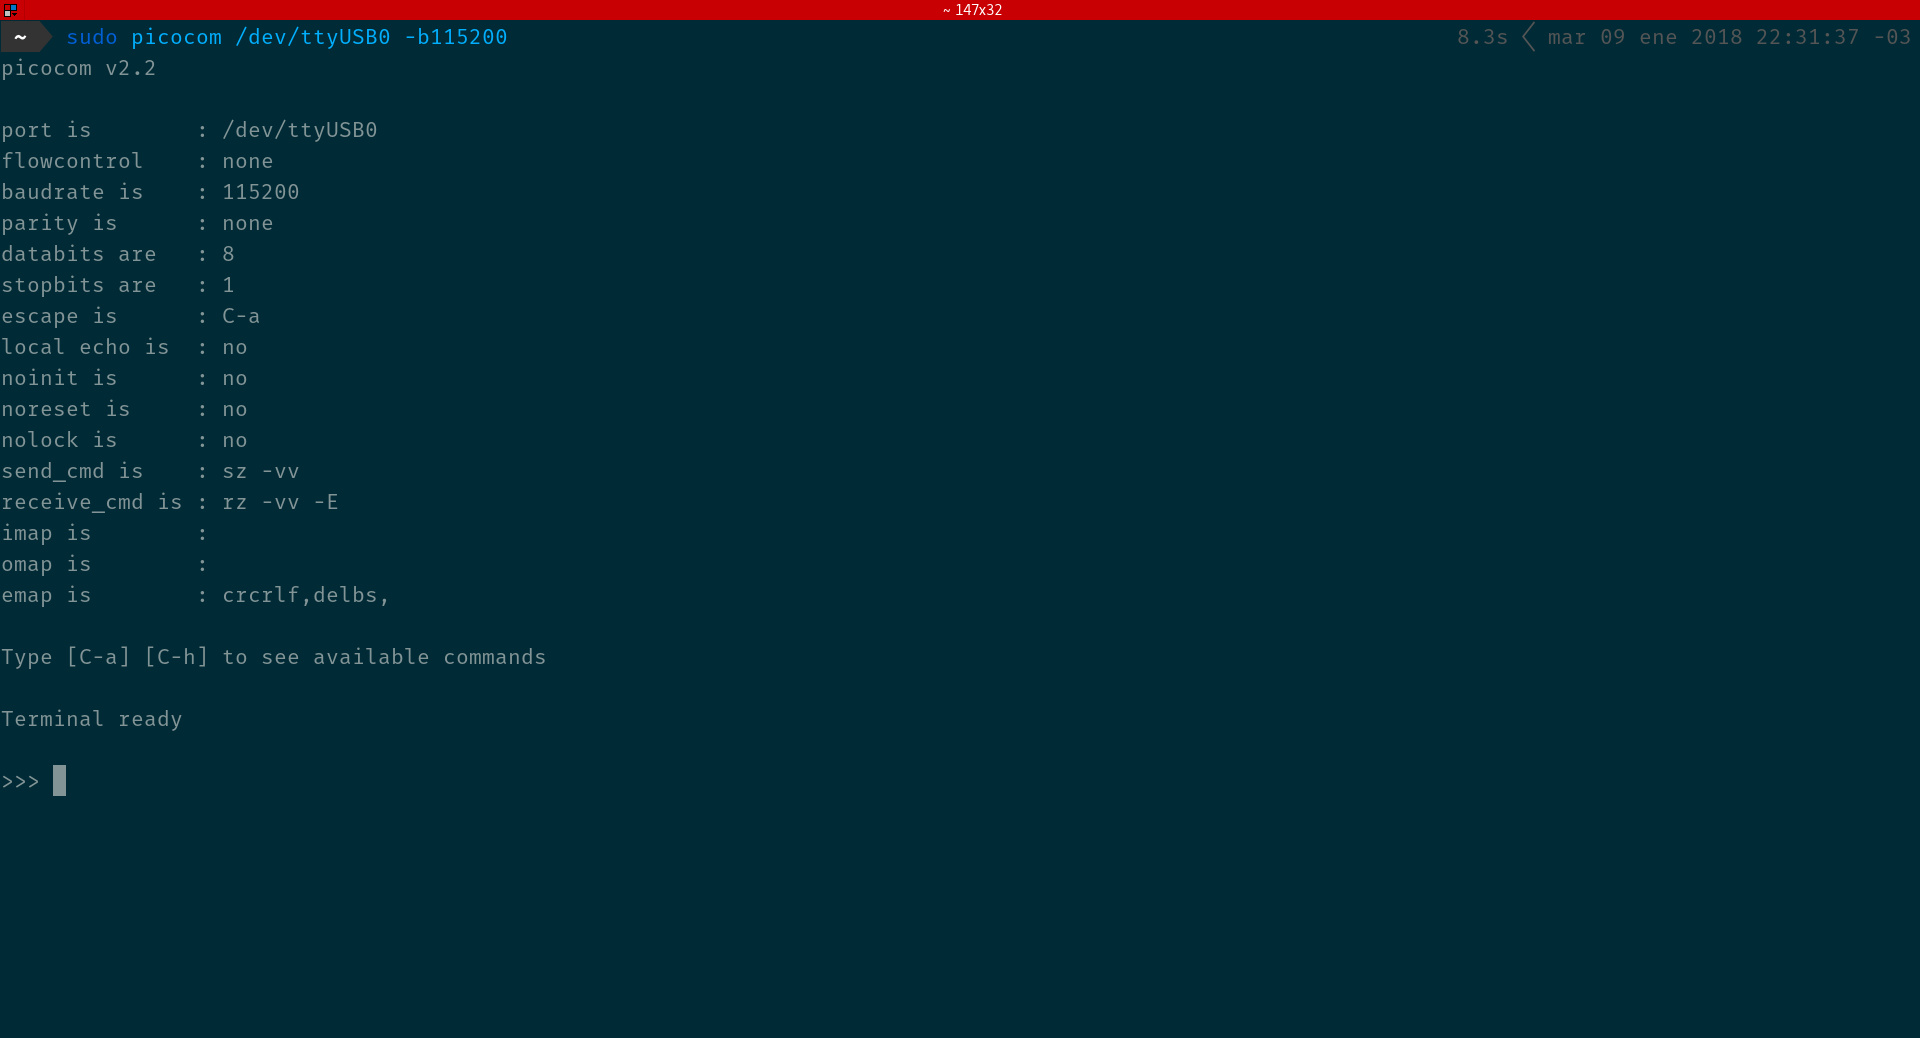 ~ 147x32
~ sudo picocom /dev/ttyUSB0 -b115200 8.3s mar 09 ene 2018 22:31:37 -03
picocom v2.2
port is        : /dev/ttyUSB0
flowcontrol    : none
baudrate is    : 115200
parity is      : none
databits are   : 8
stopbits are   : 1
escape is      : C-a
local echo is  : no
noinit is      : no
noreset is     : no
nolock is      : no
send_cmd is    : sz -vv
receive_cmd is : rz -vv -E
imap is        :
omap is        :
emap is        : crcrlf,delbs,
Type [C-a] [C-h] to see available commands
Terminal ready
>>>